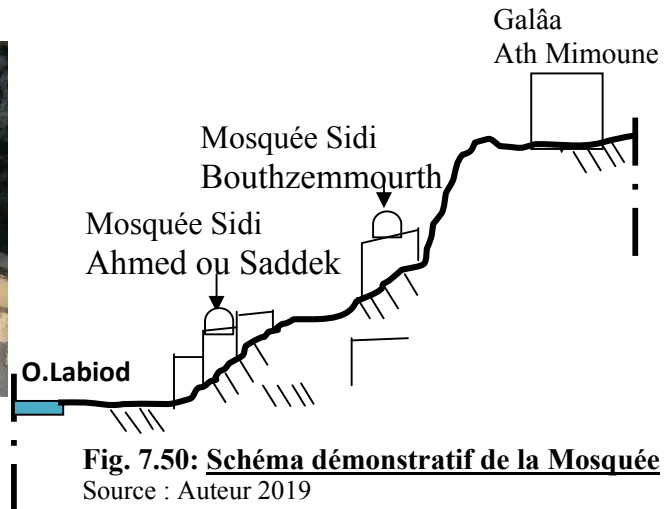 Galâa
Ath Mimoune
Mosquée Sidi
Bouthzemmourth
Mosquée Sidi
Ahmed ou Saddek
O.Labiod
Fig. 7.50: Schéma démonstratif de la Mosquée
Source : Auteur 2019